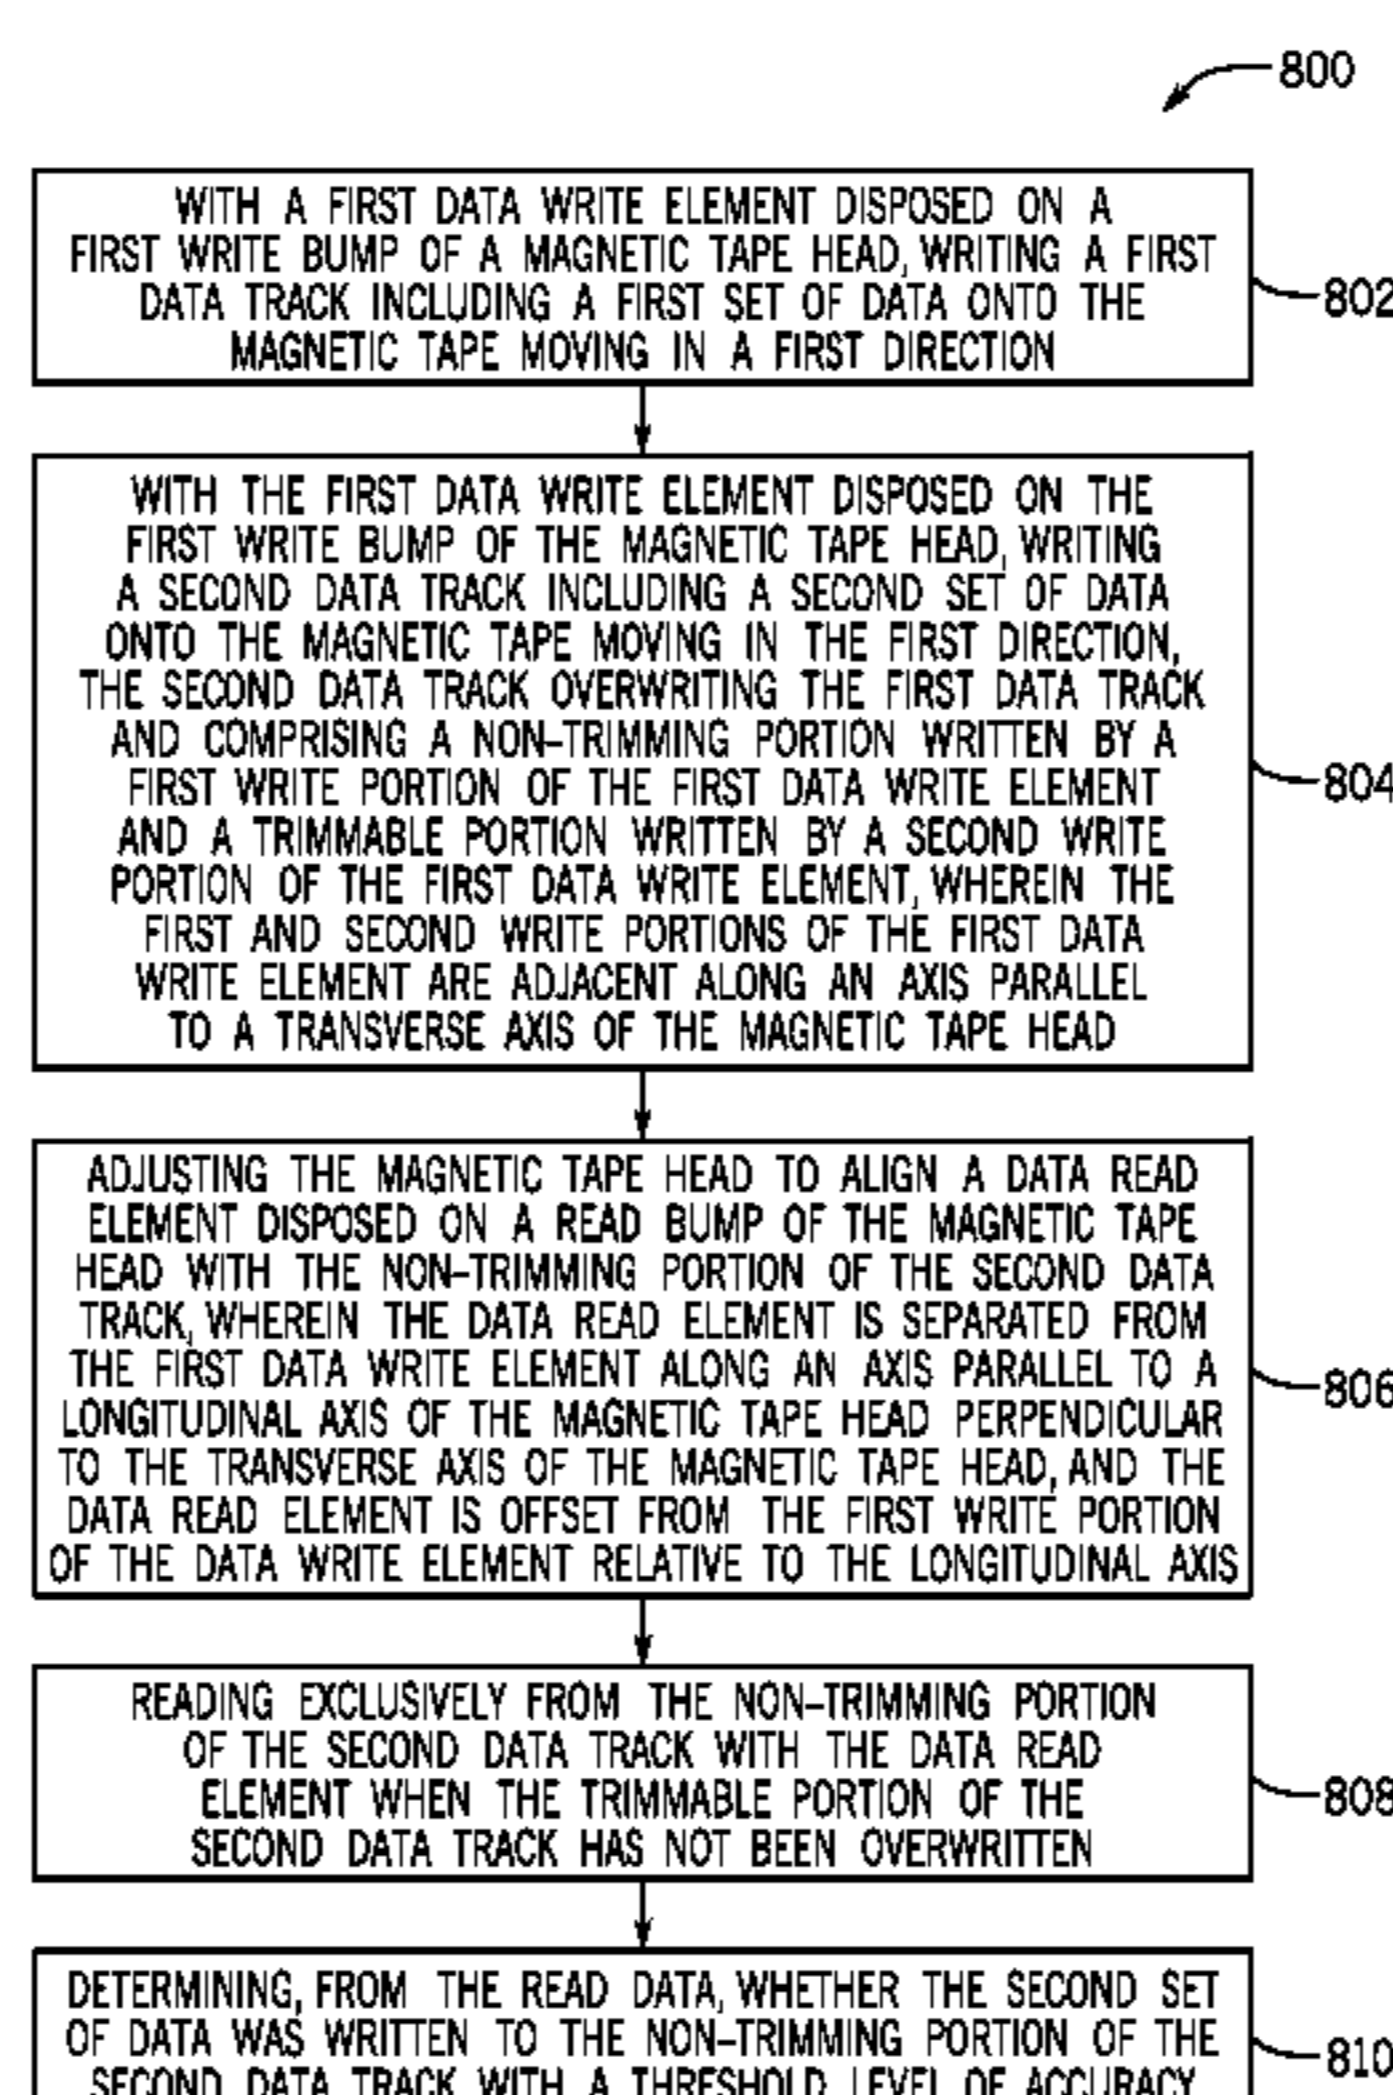 800
WITH A FIRST DATA WRITE ELEMENT DISPOSED ON A
FIRST WRITE BUMP OF A MAGNETIC TAPE HEAD, WRITING A FIRST
DATA TRACK INCLUDING A FIRST SET OF DATA ONTO THE
MAGNETIC TAPE MOVING IN A FIRST DIRECTION
802
WITH THE FIRST DATA WRITE ELEMENT DISPOSED ON THE
FIRST WRITE BUMP OF THE MAGNETIC TAPE HEAD, WRITING
A SECOND DATA TRACK INCLUDING A SECOND SET OF DATA
ONTO THE MAGNETIC TAPE MOVING IN THE FIRST DIRECTION,
THE SECOND DATA TRACK OVERWRITING THE FIRST DATA TRACK
AND COMPRISING A NON-TRIMMING PORTION WRITTEN BY A
FIRST WRITE PORTION OF THE FIRST DATA WRITE ELEMENT
AND A TRIMMABLE PORTION WRITTEN BY A SECOND WRITE
PORTION OF THE FIRST DATA WRITE ELEMENT, WHEREIN THE
FIRST AND SECOND WRITE PORTIONS OF THE FIRST DATA
WRITE ELEMENT ARE ADJACENT ALONG AN AXIS PARALLEL
TO A TRANSVERSE AXIS OF THE MAGNETIC TAPE HEAD
804
ADJUSTING THE MAGNETIC TAPE HEAD TO ALIGN A DATA READ
ELEMENT DISPOSED ON A READ BUMP OF THE MAGNETIC TAPE
HEAD WITH THE NON-TRIMMING PORTION OF THE SECOND DATA
TRACK, WHEREIN THE DATA READ ELEMENT IS SEPARATED FROM
THE FIRST DATA WRITE ELEMENT ALONG AN AXIS PARALLEL TO A
LONGITUDINAL AXIS OF THE MAGNETIC TAPE HEAD PERPENDICULAR
TO THE TRANSVERSE AXIS OF THE MAGNETIC TAPE HEAD, AND THE
DATA READ ELEMENT IS OFFSET FROM THE FIRST WRITE PORTION
OF THE DATA WRITE ELEMENT RELATIVE TO THE LONGITUDINAL AXIS
806
READING EXCLUSIVELY FROM THE NON-TRIMMING PORTION
OF THE SECOND DATA TRACK WITH THE DATA READ
ELEMENT WHEN THE TRIMMABLE PORTION OF THE
SECOND DATA TRACK HAS NOT BEEN OVERWRITTEN
808
DETERMINING, FROM THE READ DATA, WHETHER THE SECOND SET
OF DATA WAS WRITTEN TO THE NON-TRIMMING PORTION OF THE
SECOND DATA TRACK WITH A THRESHOLD LEVEL OF ACCURACY
810